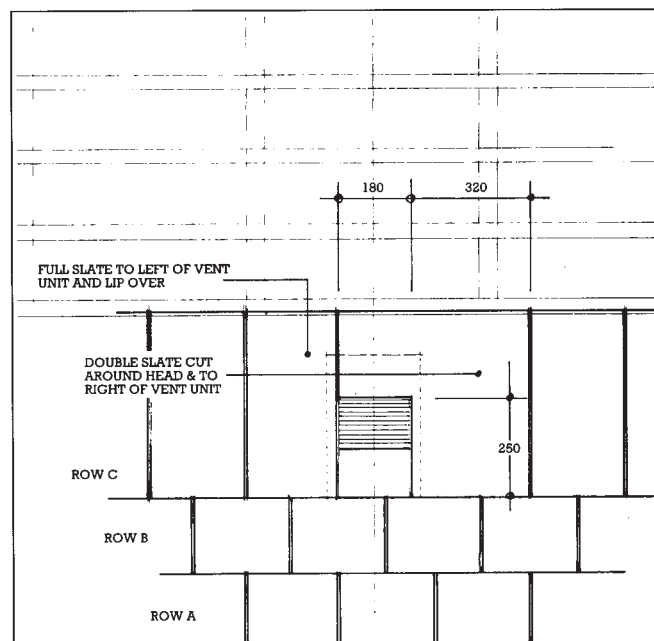 180
320
FULL SLATE TO LEFT OF VENT
UNIT AND LIP OVER
DOUBLE SLATE CUT
AROUND HEAD & TO
RIGHT OF VENT UNIT
250
ROW C
ROW B
ROW A